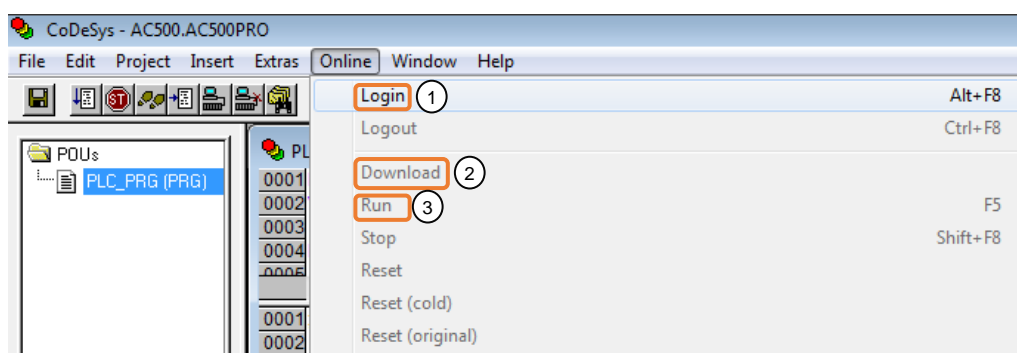 CoDeSys - AC500.AC500PRO
File Edit Project Insert Extras Online Window Help
Login 1 Alt+F8
Logout Ctrl+F8
POUs
PLC_PRG (PRG)
PL
0001
0002
0003
0004
0005
0001
0002
Download 2
Run 3 F5
Stop Shift+F8
Reset
Reset (cold)
Reset (original)